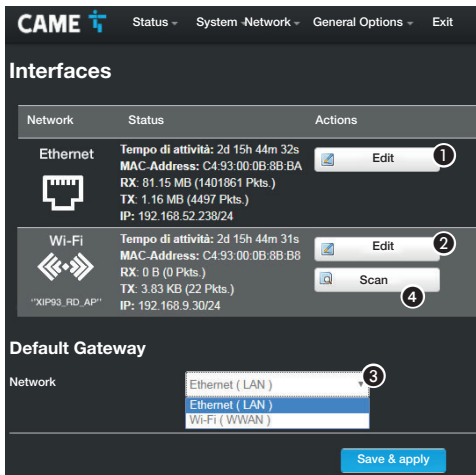 CAME Status System Network General Options Exit
Interfaces
Network Status Actions
Ethernet
Tempo di attività: 2d 15h 44m 32s
MAC-Address: C4:93:00:0B:8B:BA
RX: 81.15 MB (1401861 Pkts.)
TX: 1.16 MB (4497 Pkts.)
IP: 192.168.52.238/24
Edit 1
Wi-Fi
"XIP93_RD_AP"
Tempo di attività: 2d 15h 44m 31s
MAC-Address: C4:93:00:0B:8B:B8
RX: 0 B (0 Pkts.)
TX: 3.83 KB (22 Pkts.)
IP: 192.168.9.30/24
Edit 2
Scan
4
Default Gateway
Network
Ethernet ( LAN ) 3
Ethernet ( LAN )
Wi-Fi ( WWAN )
Save & apply